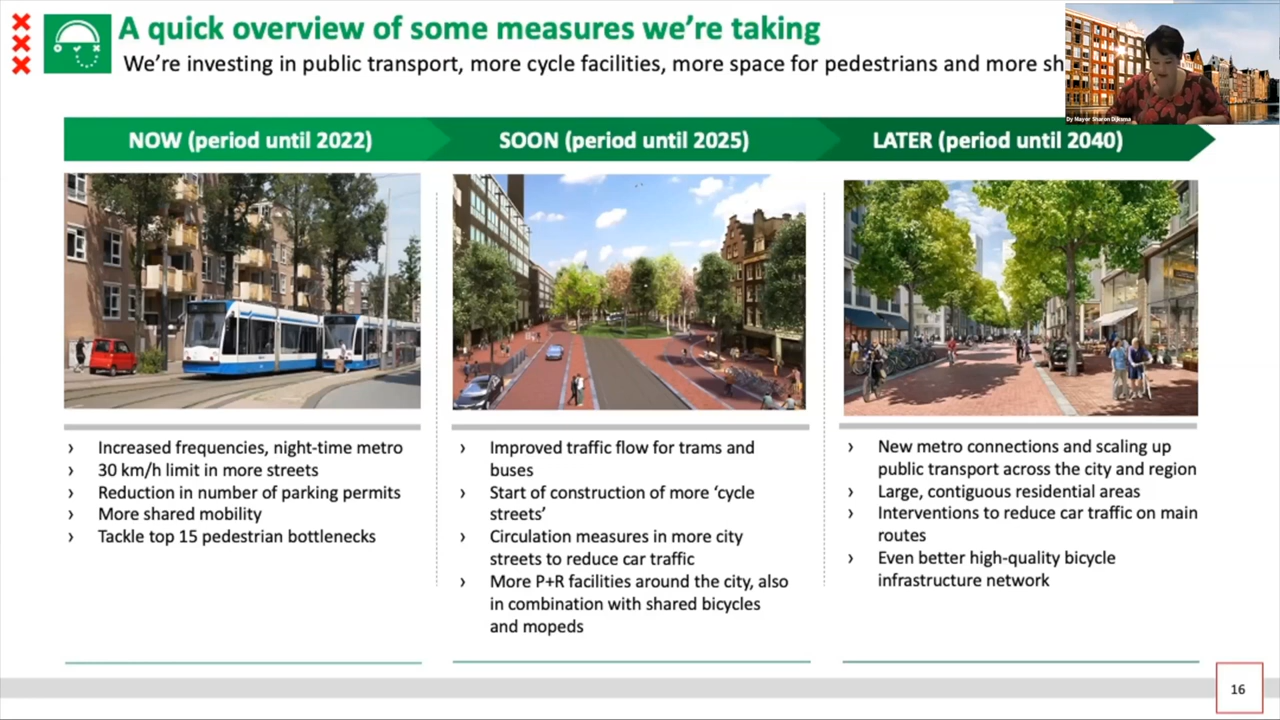 A quick overview of some measures we’re taking
We’re investing in public transport, more cycle facilities, more space for pedestrians and more
Dy Mayor Sharon Dijksma
NOW (period until 2022)
SOON (period until 2025)
LATER (period until 2040)
› Increased frequencies, night-time metro
› 30 km/h limit in more streets
› Reduction in number of parking permits
› More shared mobility
› Tackle top 15 pedestrian bottlenecks
› Improved traffic flow for trams and
buses
› Start of construction of more ‘cycle
streets’
› Circulation measures in more city
streets to reduce car traffic
› More P+R facilities around the city, also
in combination with shared bicycles
and mopeds
› New metro connections and scaling up
public transport across the city and region
› Large, contiguous residential areas
› Interventions to reduce car traffic on main
routes
› Even better high-quality bicycle
infrastructure network
16